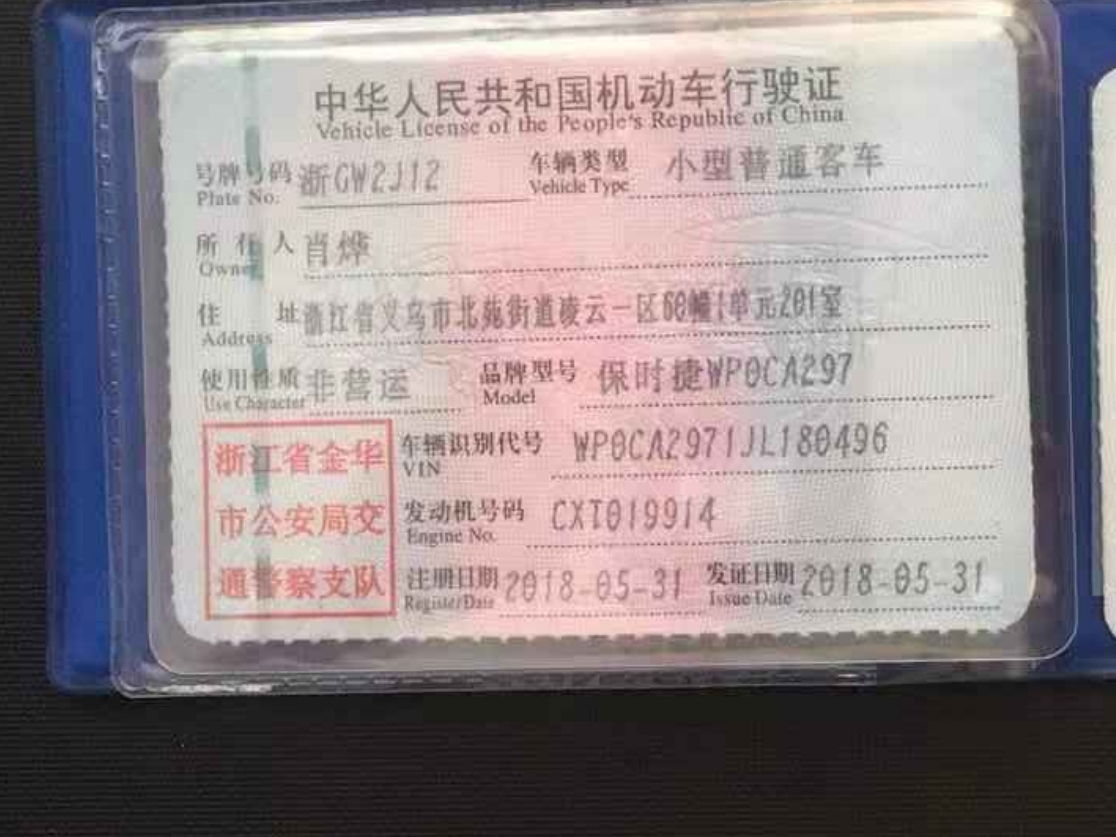 中华人民共和国机动车行驶证
Vehicle License of the People's Republic of China
号牌号码 浙GW2J12 车辆类型 小型普通客车
Plate No. Vehicle Type
所有人 肖烨
Owner
住址 浙江省义乌市北苑街道凌云一区60幢1单元201室
Address
使用性质 非营运 品牌型号 保时捷WP0CA297
Use Character Model
浙江省金华
市公安局交
通警察支队
车辆识别代号 WP0CA2971JL180496
VIN
发动机号码 CXT019914
Engine No.
注册日期 2018-05-31 发证日期 2018-05-31
Register Date Issue Date